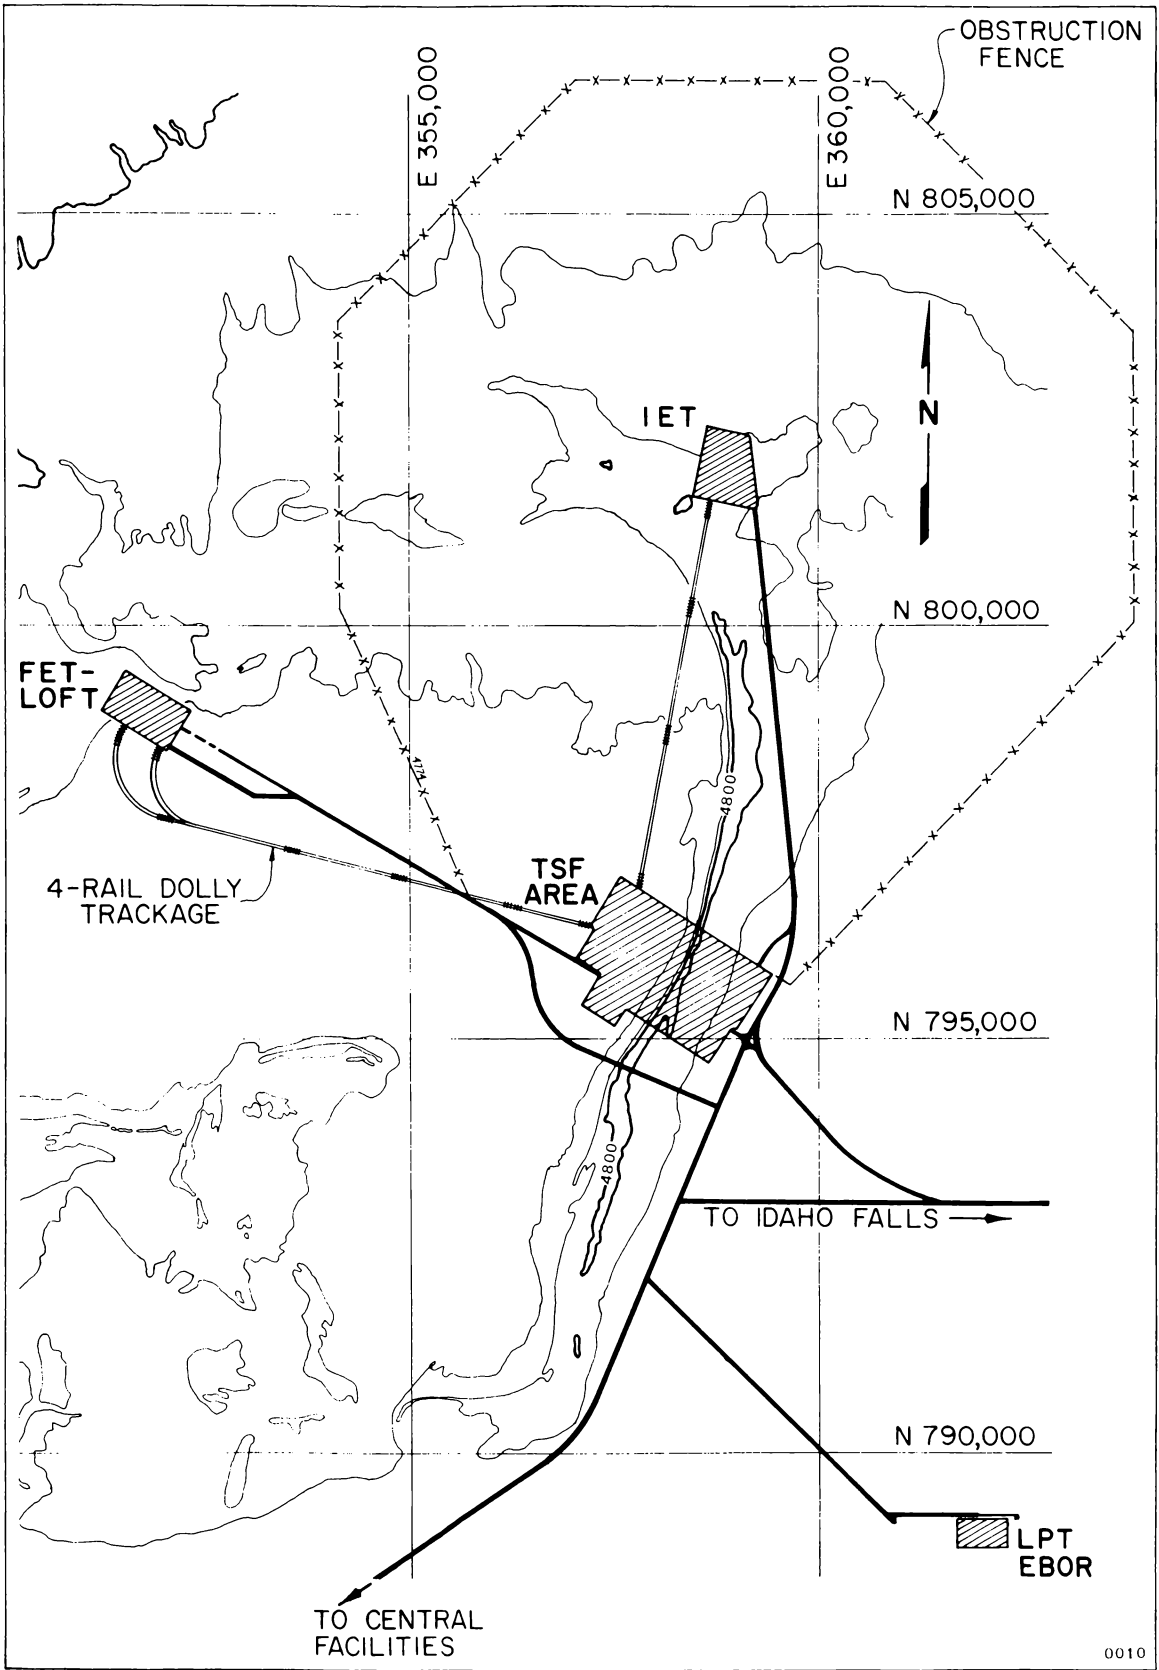 OBSTRUCTION
FENCE
E 355,000
E 360,000
N 805,000
IET
N
N 800,000
FET-
LOFT
4774
4800
TSF
AREA
4-RAIL DOLLY
TRACKAGE
N 795,000
4800
TO IDAHO FALLS
N 790,000
LPT
EBOR
TO CENTRAL
FACILITIES
0010